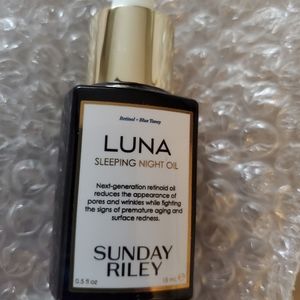 Retinol + Blue Tansy
LUNA
SLEEPING NIGHT OIL
Next-generation retinoid oil
reduces the appearance of
pores and wrinkles while fighting
the signs of premature aging and
surface redness.
SUNDAY
RILEY
0.5 fl oz 15 ml e